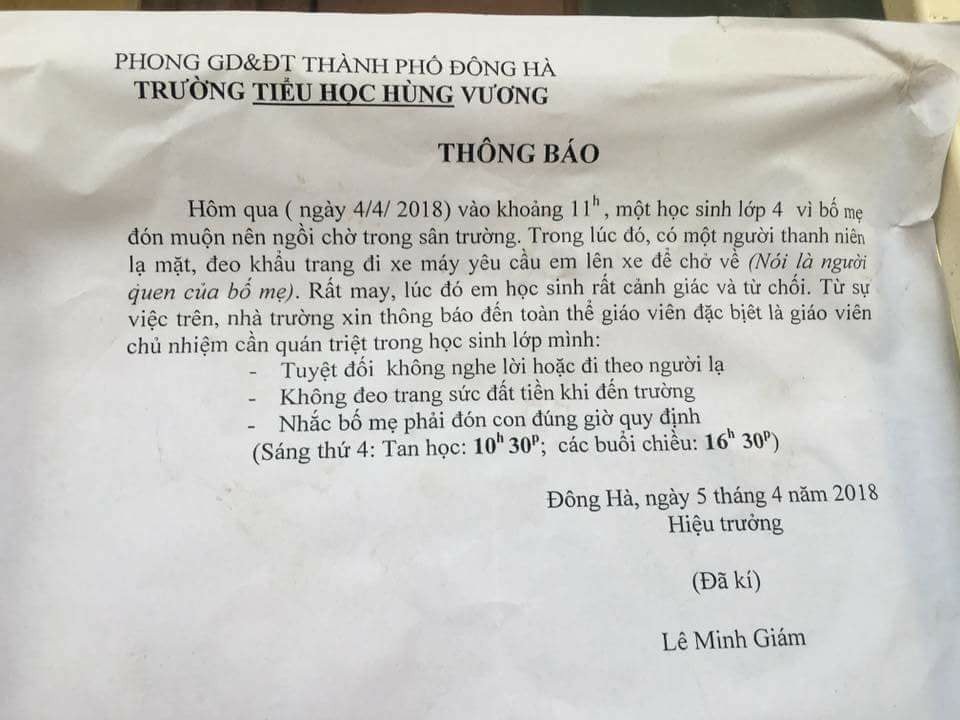 PHONG GD&ĐT THÀNH PHỐ ĐÔNG HÀ
TRƯỜNG TIỂU HỌC HÙNG VƯƠNG
THÔNG BÁO
Hôm qua ( ngày 4/4/ 2018) vào khoảng 11h , một học sinh lớp 4 vì bố mẹ
đón muộn nên ngồi chờ trong sân trường. Trong lúc đó, có một người thanh niên
lạ mặt, đeo khẩu trang đi xe máy yêu cầu em lên xe để chở về (Nói là người
quen của bố mẹ). Rất may, lúc đó em học sinh rất cảnh giác và từ chối. Từ sự
việc trên, nhà trường xin thông báo đến toàn thể giáo viên đặc bịêt là giáo viên
chủ nhiệm cần quán triệt trong học sinh lớp mình:
- Tuyệt đối không nghe lời hoặc đi theo người lạ
- Không đeo trang sức đất tiền khi đến trường
- Nhắc bố mẹ phải đón con đúng giờ quy định
(Sáng thứ 4: Tan học: 10h 30p; các buổi chiều: 16h 30p)
Đông Hà, ngày 5 tháng 4 năm 2018
Hiệu trưởng
(Đã kí)
Lê Minh Giám